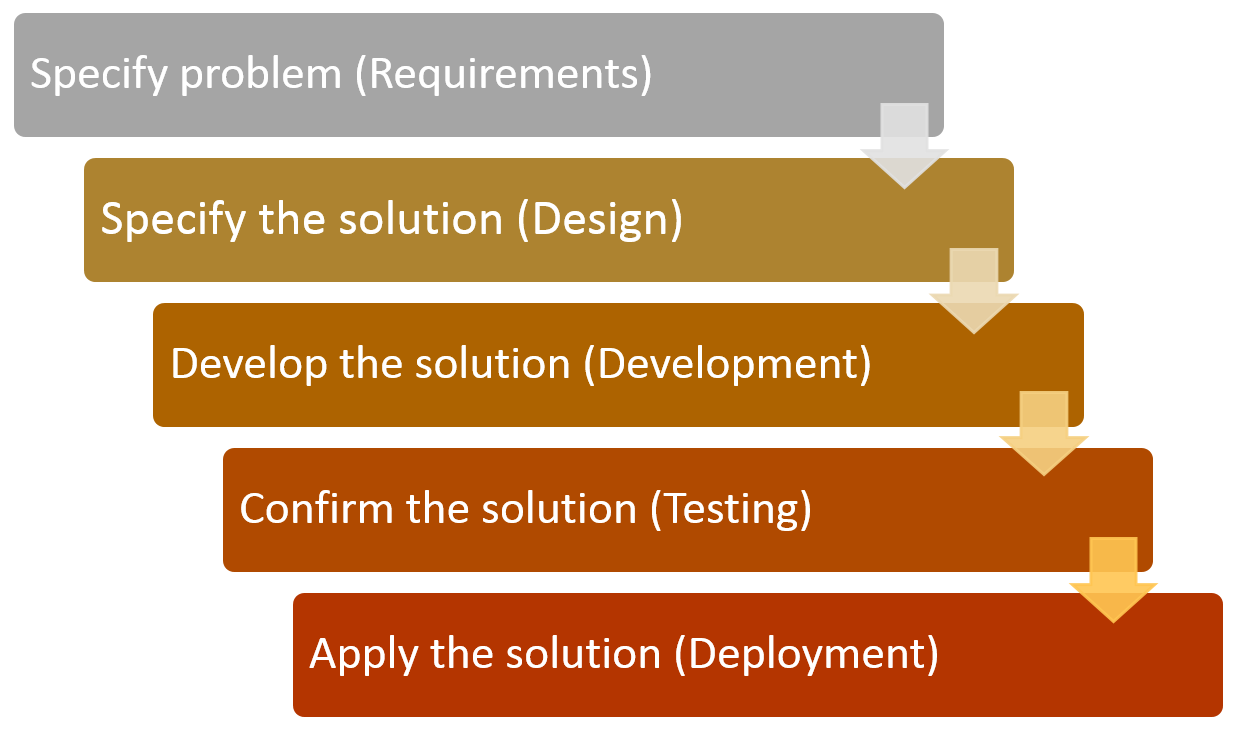 Specify problem (Requirements)
Specify the solution (Design)
Develop the solution (Development)
Confirm the solution (Testing)
Apply the solution (Deployment)